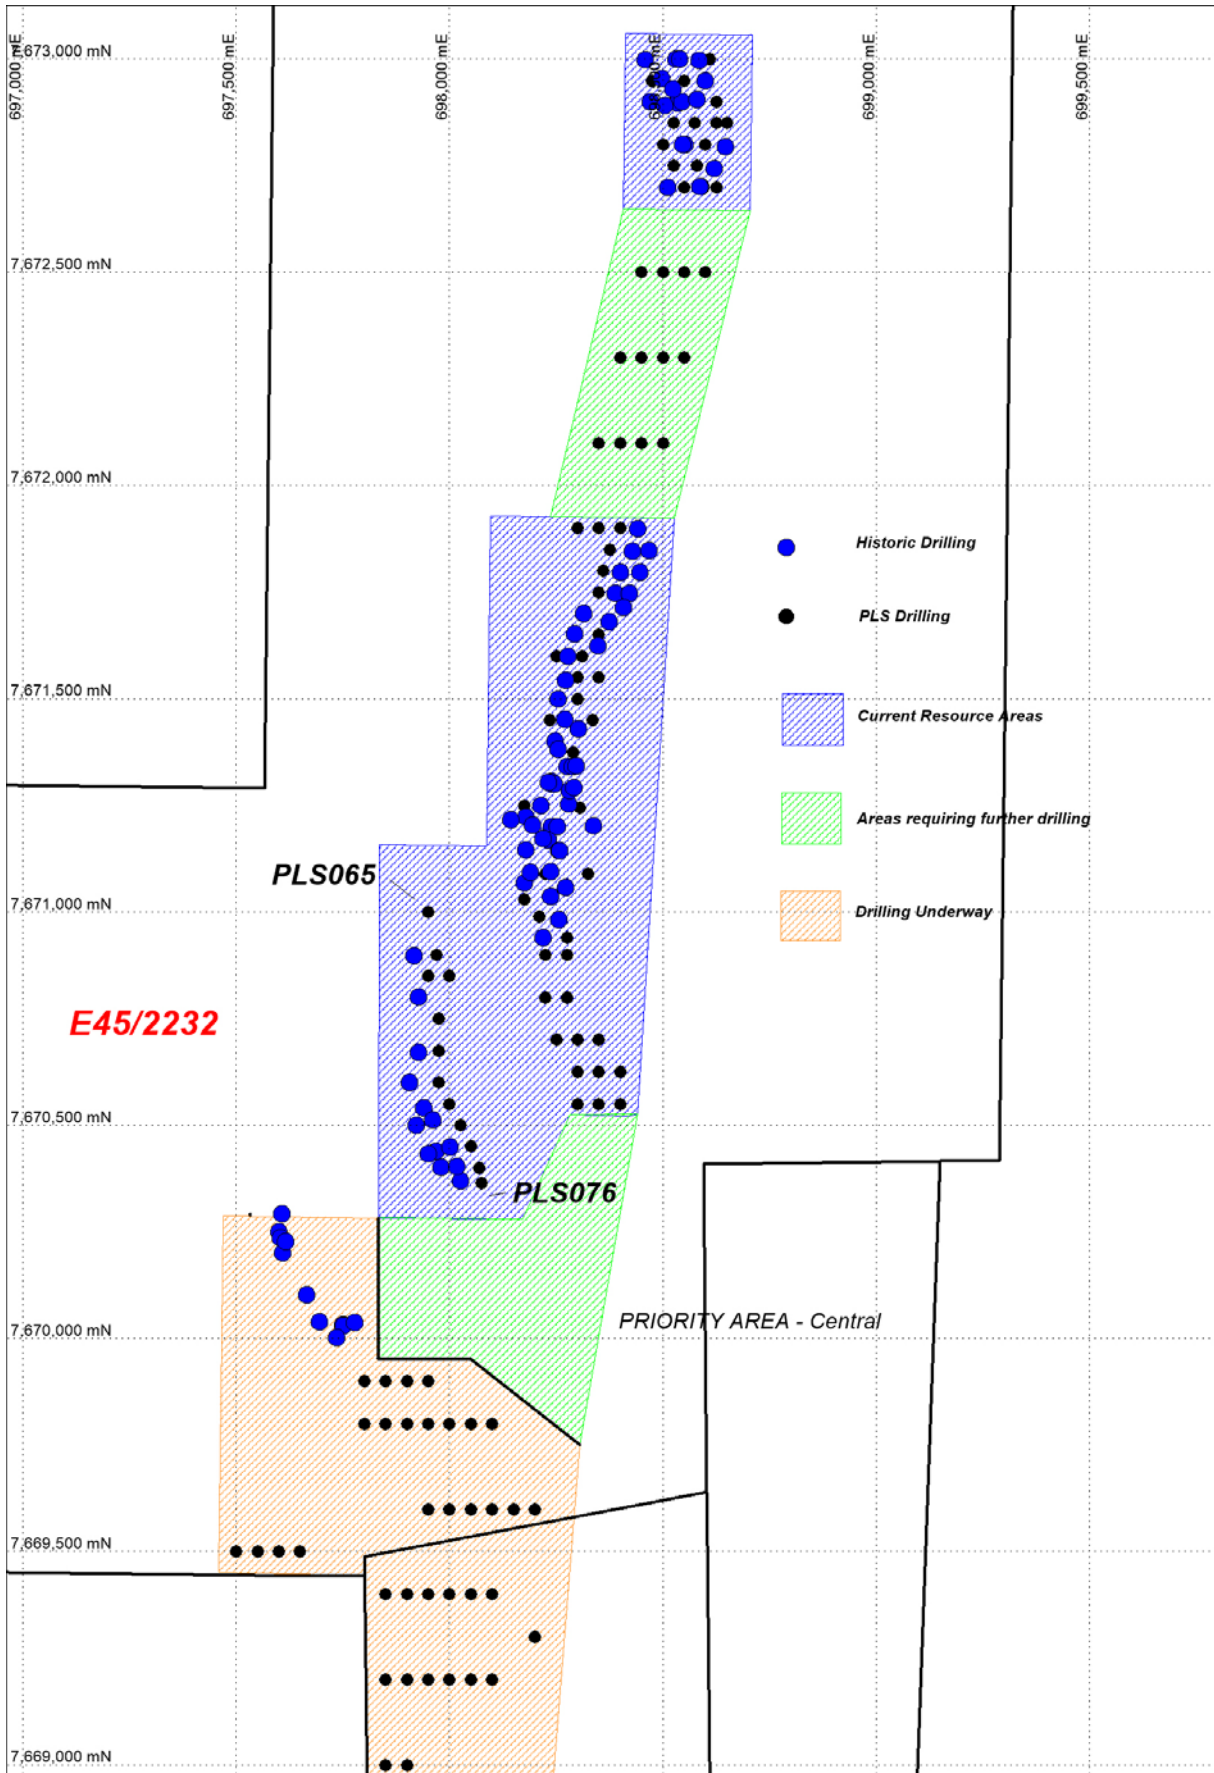 697,000 mE
697,500 mE
698,000 mE
699,000 mE
699,500 mE
7,673,000 mN
7,672,500 mN
7,672,000 mN
Historic Drilling
PLS Drilling
7,671,500 mN
Current Resource Areas
Areas requiring further drilling
PLS065
7,671,000 mN
Drilling Underway
E45/2232
7,670,500 mN
PLS076
PRIORITY AREA - Central
7,670,000 mN
7,669,500 mN
7,669,000 mN